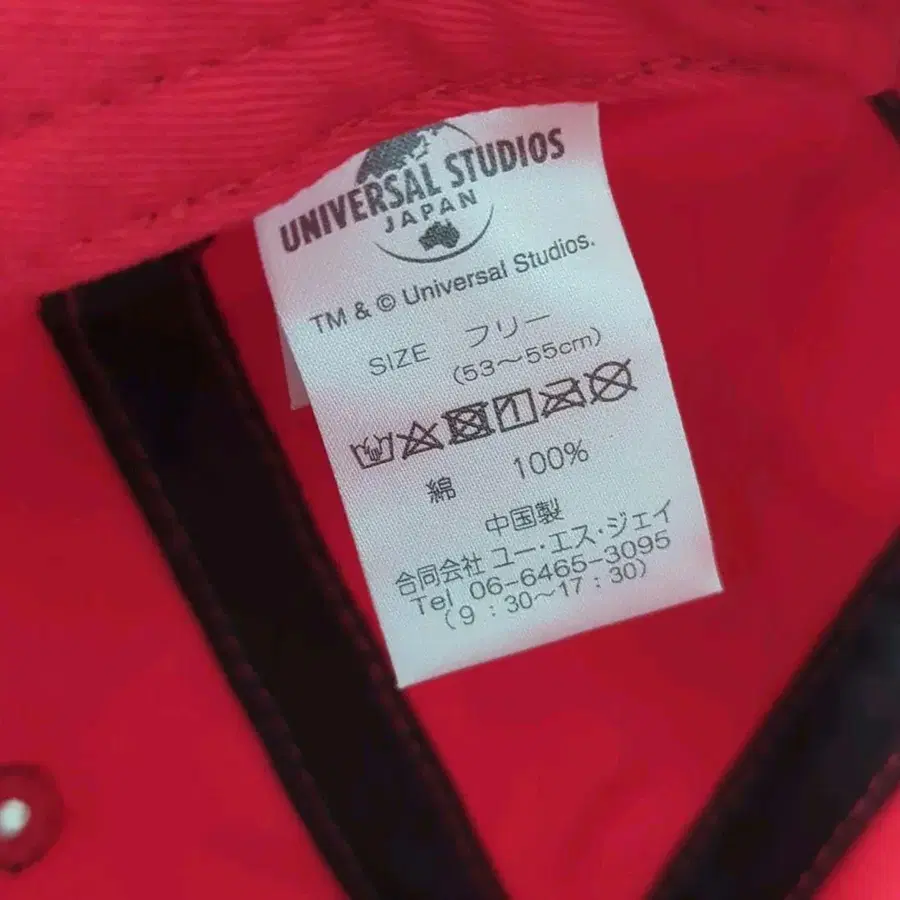 UNIVERSAL STUDIOS
JAPAN
TM & © Universal Studios.
SIZE フリー
(53～55cm)
綿 100%
中国製
合同会社 ユー・エス・ジェイ
Tel 06-6465-3095
(9：30～17：30)